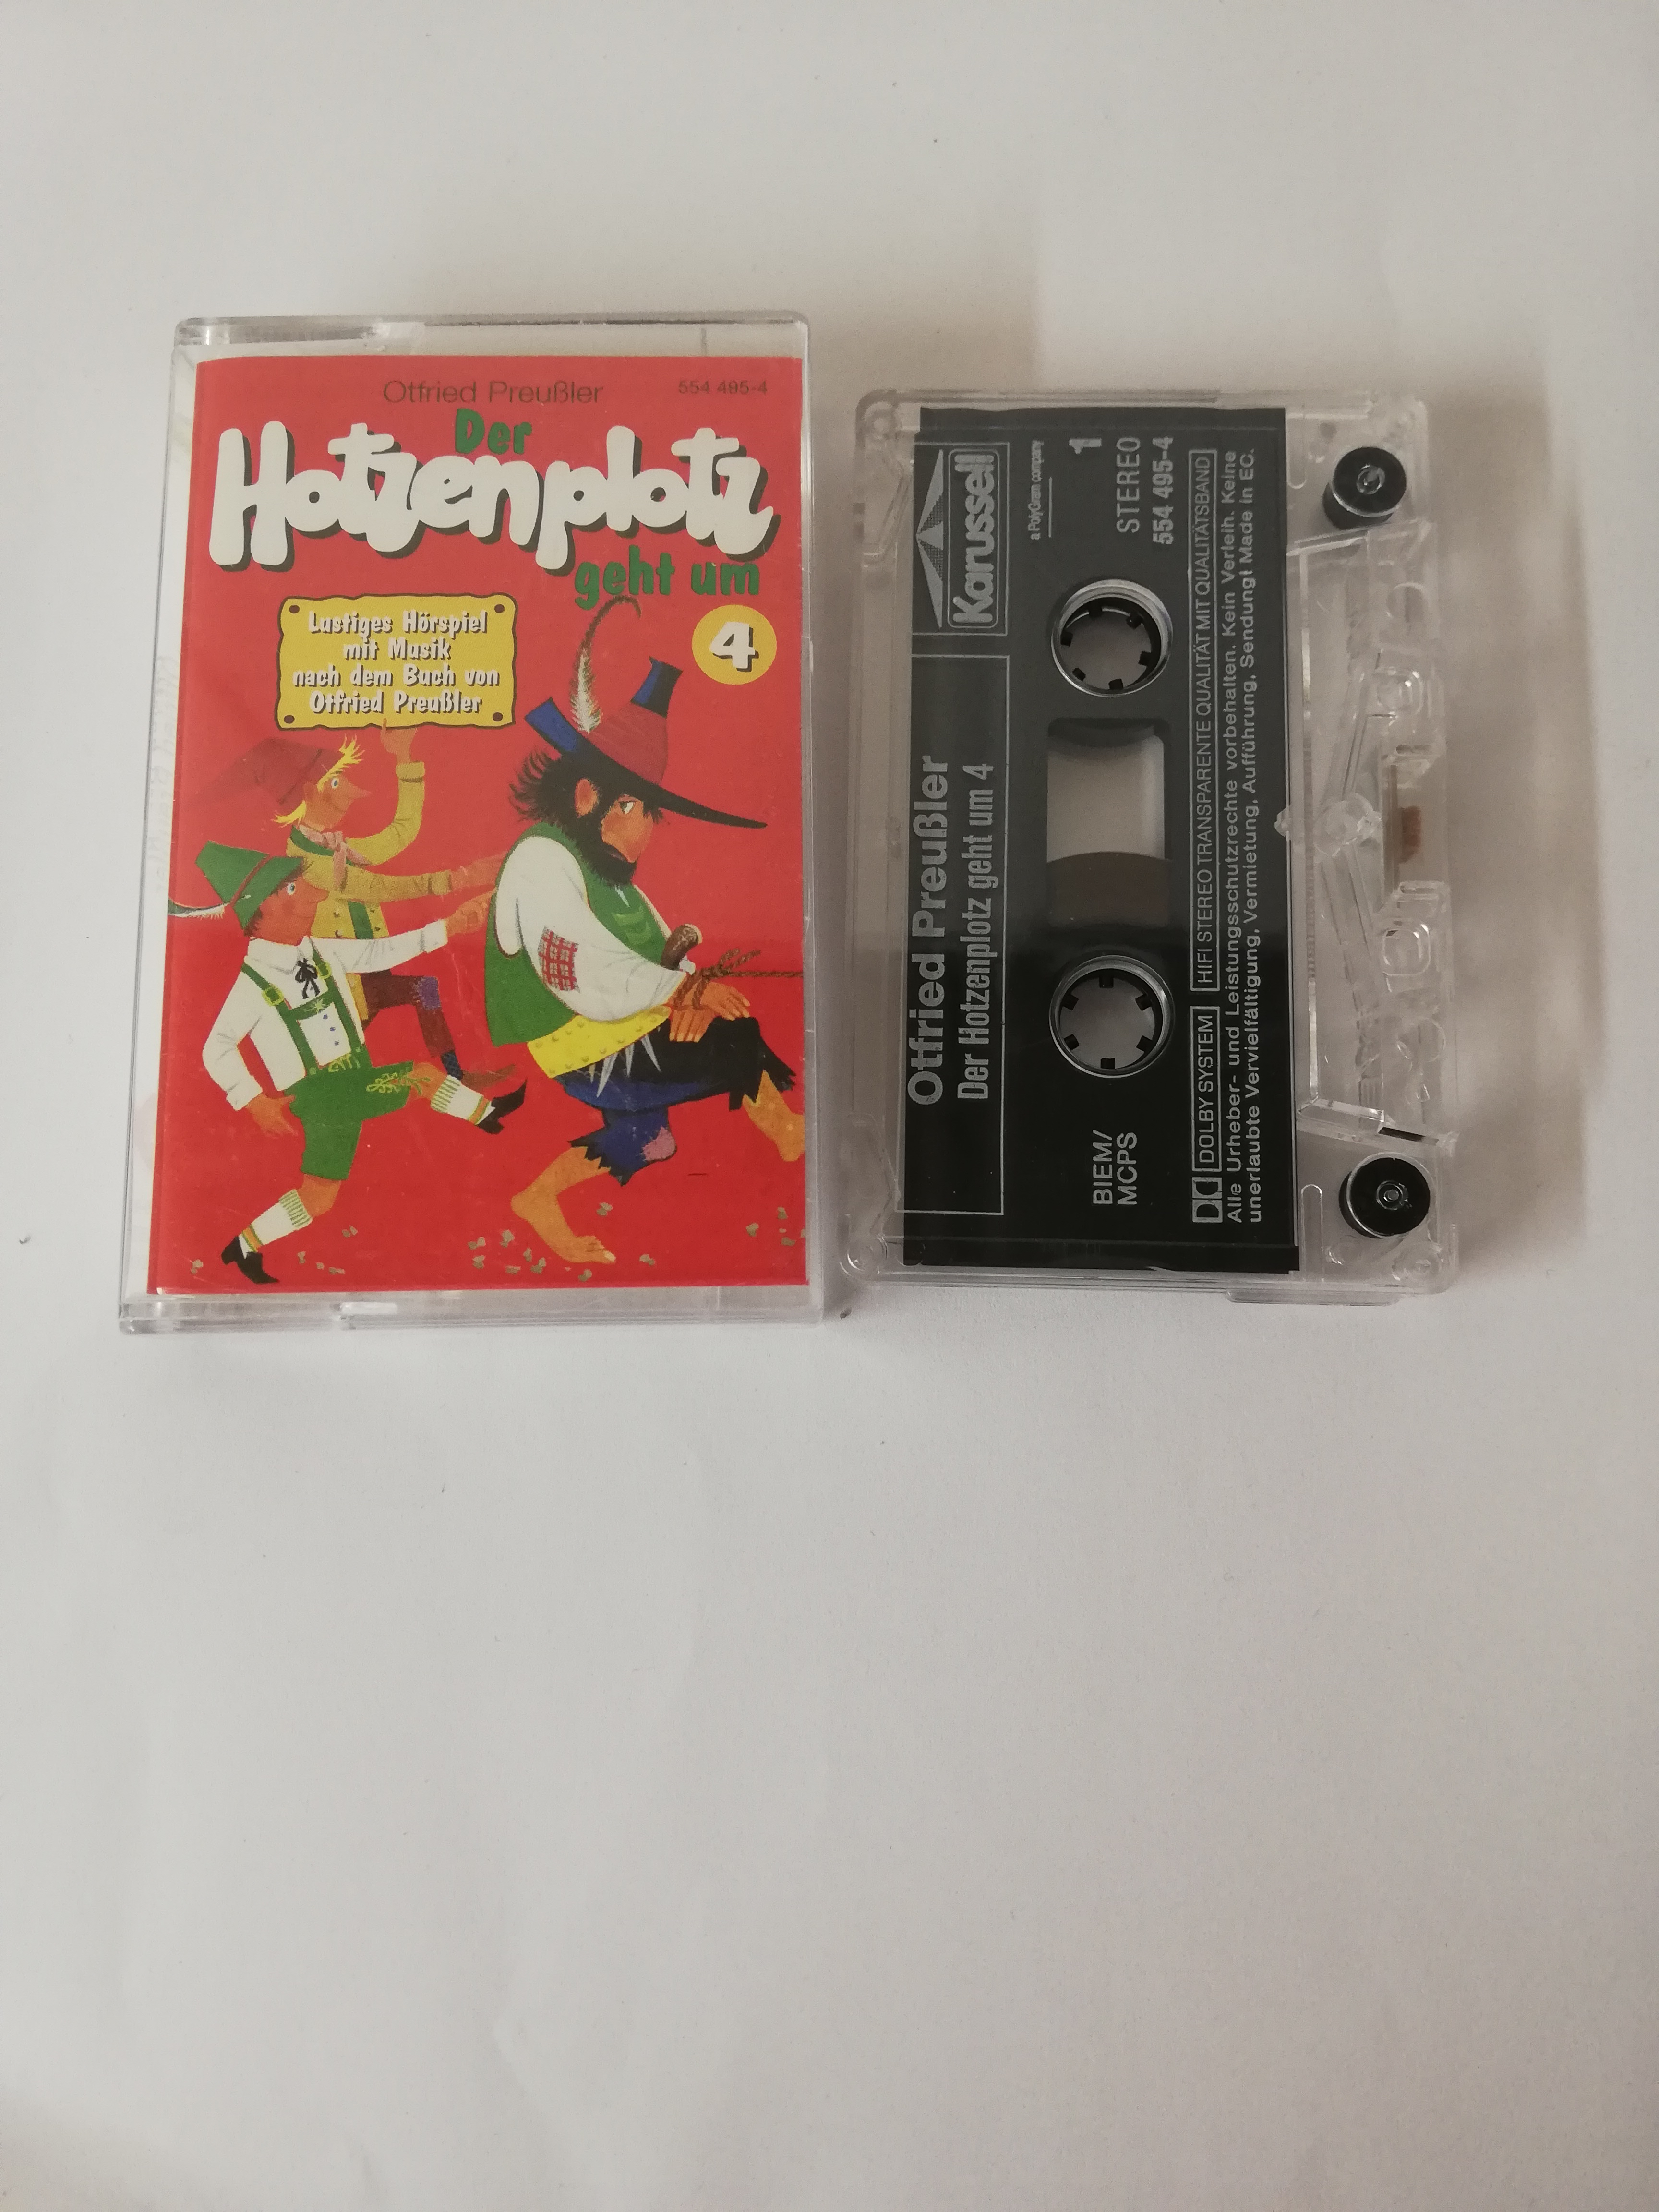 Otfried Preußler
554 495-4
Der
Hotzenplotz
geht um
4
Lustiges Hörspiel
mit Musik
nach dem Buch von
Otfried Preußler
Karussell
a PolyGram company
Otfried Preußler
Der Hotzenplotz geht um 4
1
STEREO
554 495-4
BIEM/
MCPS
DOLBY SYSTEM HIFI STEREO TRANSPARENTE QUALITÄT MIT QUALITÄTSBAND
Alle Urheber- und Leistungsschutzrechte vorbehalten. Kein Verleih. Keine
unerlaubte Vervielfältigung, Vermietung, Aufführung, Sendung! Made in EC.